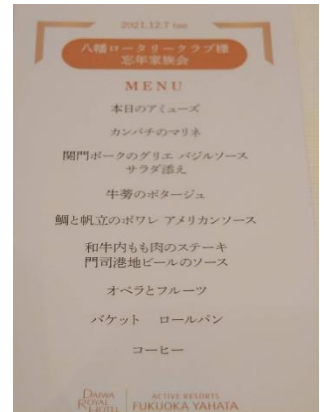 2021.12.7 tue
八幡ロータリークラブ様
忘年家族会
MENU
本日のアミューズ
カンパチのマリネ
関門ポークのグリエ バジルソース
サラダ添え
牛蒡のポタージュ
鯛と帆立のポワレ アメリカンソース
和牛内もも肉のステーキ
門司港地ビールのソース
オペラとフルーツ
バケット ロールパン
コーヒー
DAIWA
ROYAL
HOTEL
ACTIVE RESORTS
FUKUOKA YAHATA